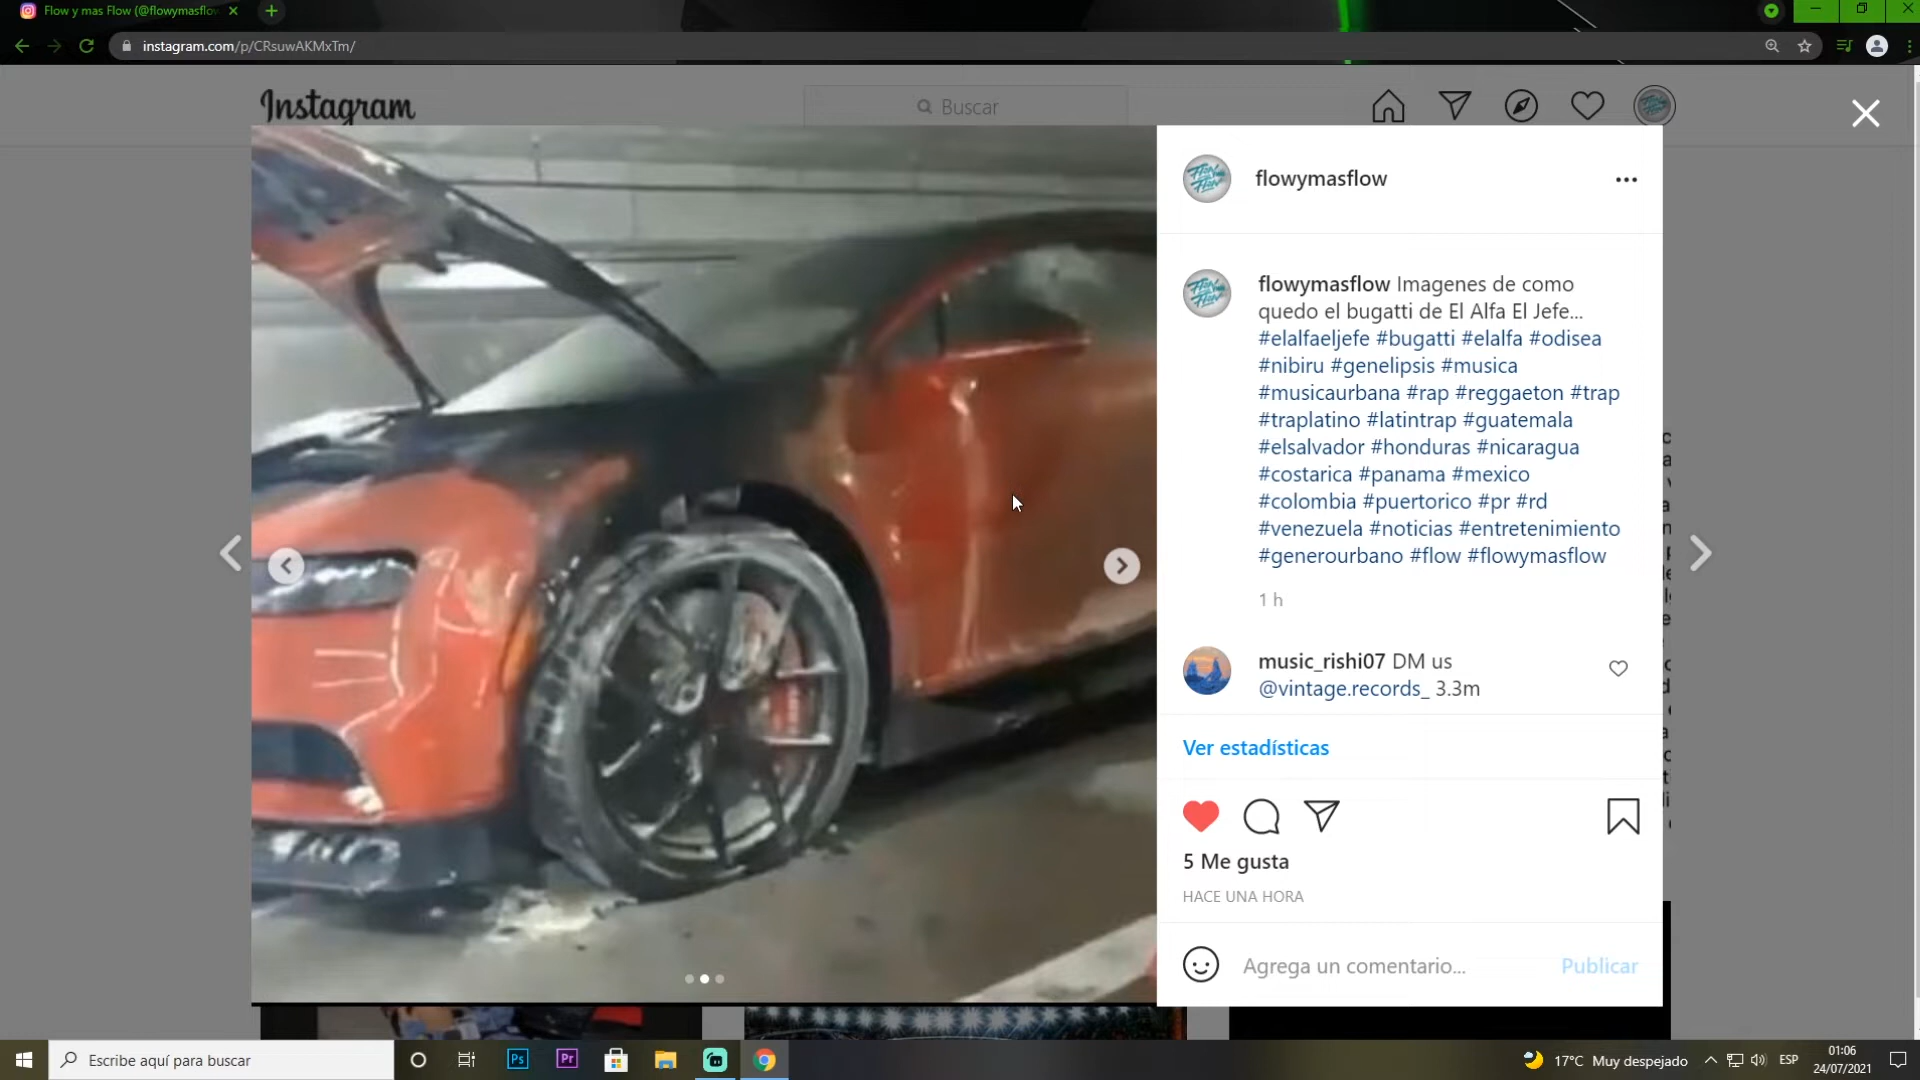 Flow y mas Flow (@flowymasflow
instagram.com/p/CRsuwAKMxTm/
Instagram
Buscar
flowymasflow
flowymasflow Imagenes de como
quedo el bugatti de El Alfa El Jefe...
#elalfaeljefe #bugatti #elalfa #odisea
#nibiru #genelipsis #musica
#musicaurbana #rap #reggaeton #trap
#traplatino #latintrap #guatemala
#elsalvador #honduras #nicaragua
#costarica #panama #mexico
#colombia #puertorico #pr #rd
#venezuela #noticias #entretenimiento
#generourbano #flow #flowymasflow
1 h
music_rishi07 DM us
@vintage.records_ 3.3m
Ver estadísticas
5 Me gusta
HACE UNA HORA
Agrega un comentario...
Publicar
Escribe aquí para buscar
Ps
Pr
17°C Muy despejado
ESP
01:06
24/07/2021